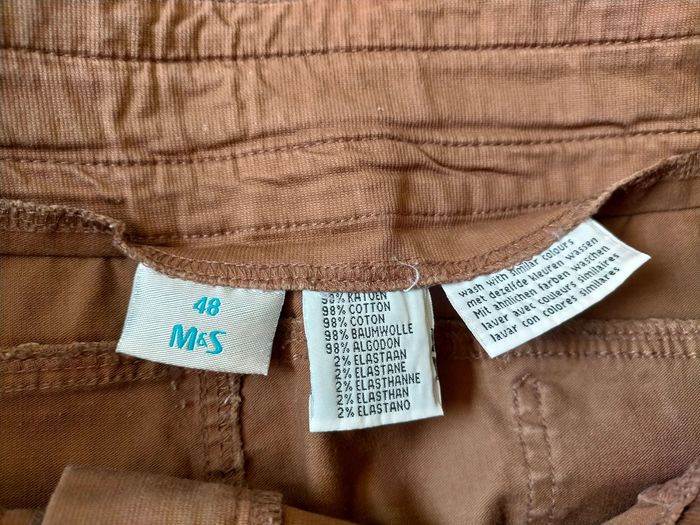 48
M&S
98% KATOEN
98% COTTON
98% COTON
98% BAUMWOLLE
98% ALGODON
2% ELASTAAN
2% ELASTANE
2% ELASTHANNE
2% ELASTHAN
2% ELASTANO
wash with similar colours
met dezelfde kleuren wassen
Mit ähnlichen farben waschen
laver avec couleurs similaires
lavar con colores similares